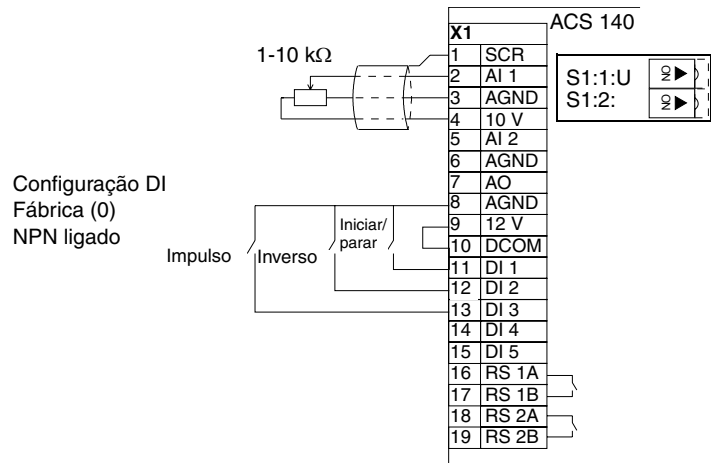 ACS 140
X1
1-10 kΩ
1 SCR
2 AI 1
3 AGND
4 10 V
5 AI 2
6 AGND
7 AO
8 AGND
9 12 V
10 DCOM
11 DI 1
12 DI 2
13 DI 3
14 DI 4
15 DI 5
16 RS 1A
17 RS 1B
18 RS 2A
19 RS 2B
S1:1:U
S1:2:
ON
ON
Configuração DI
Fábrica (0)
NPN ligado
Impulso
Inverso
Iniciar/
parar